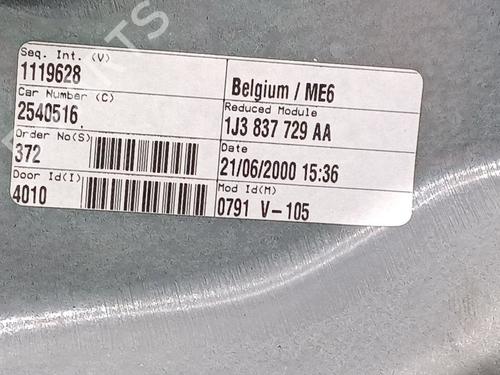 Seq. Int. (V)
1119628
Belgium / ME6
Car Number (C)
2540516
Reduced Module
1J3 837 729 AA
Order No(S)
372
Date
21/06/2000 15:36
Door Id(I)
4010
Mod Id(M)
0791 V-105